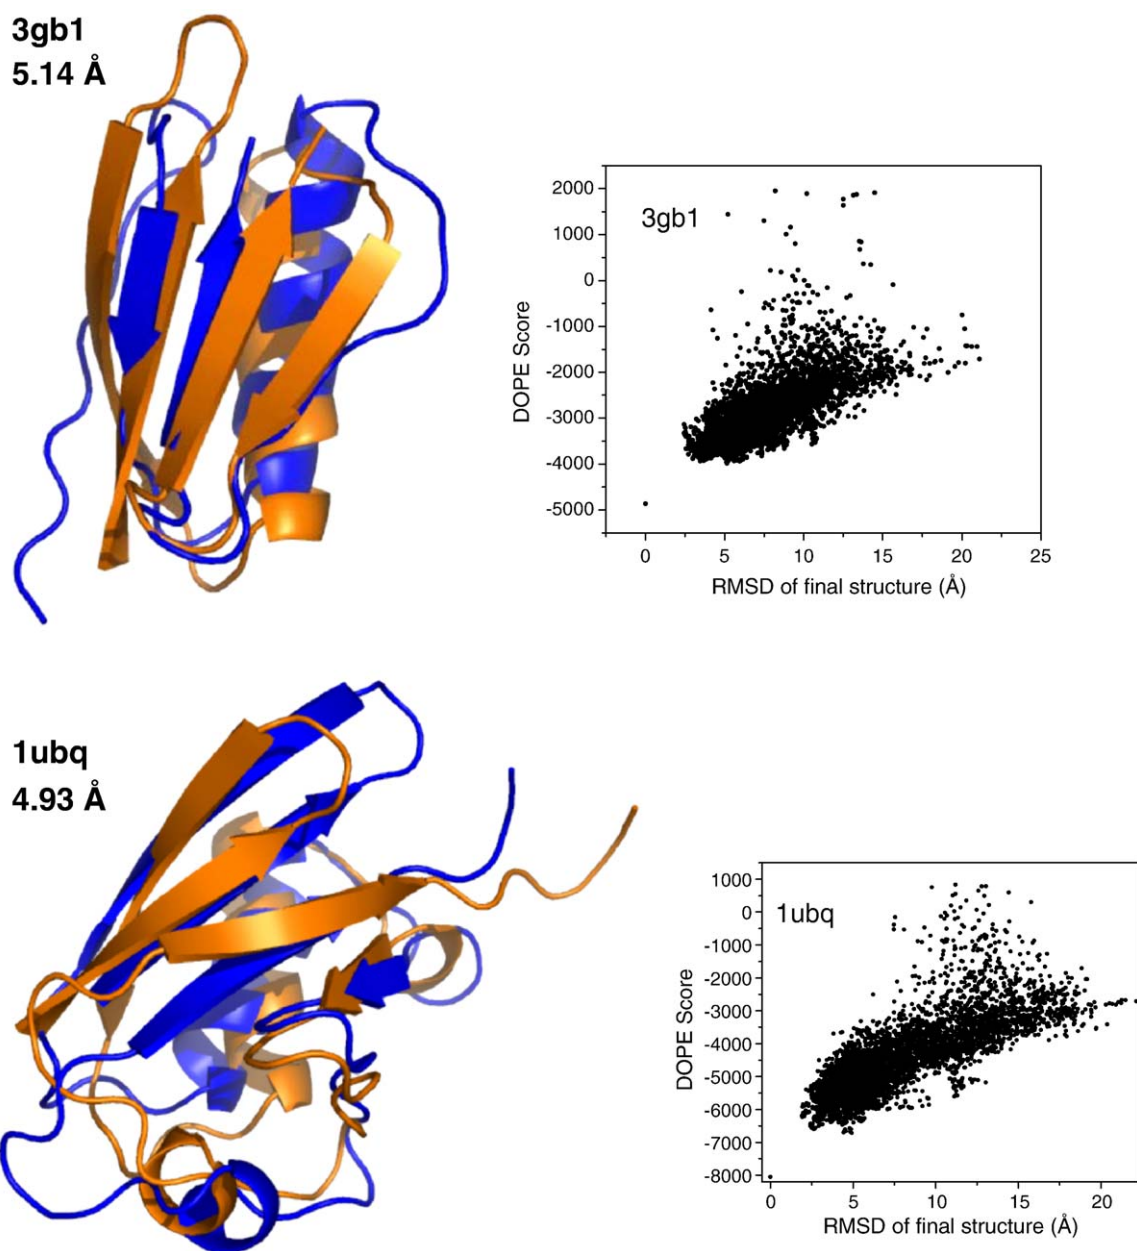 3gb1
5.14 Å
2000
1000
0
-1000
-2000
-3000
-4000
-5000
DOPE Score
3gb1
0 5 10 15 20 25
RMSD of final structure (Å)
1ubq
4.93 Å
1000
0
-1000
-2000
-3000
-4000
-5000
-6000
-7000
-8000
DOPE Score
1ubq
0 5 10 15 20
RMSD of final structure (Å)